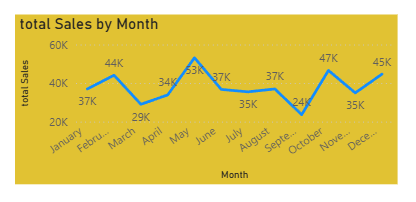 total Sales by Month
total Sales
60K
40K
20K
37K
44K
29K
34K
53K
37K
35K
37K
24K
47K
35K
45K
January
Febru...
March
April
May
June
July
August
Septe...
October
Nove...
Dece...
Month